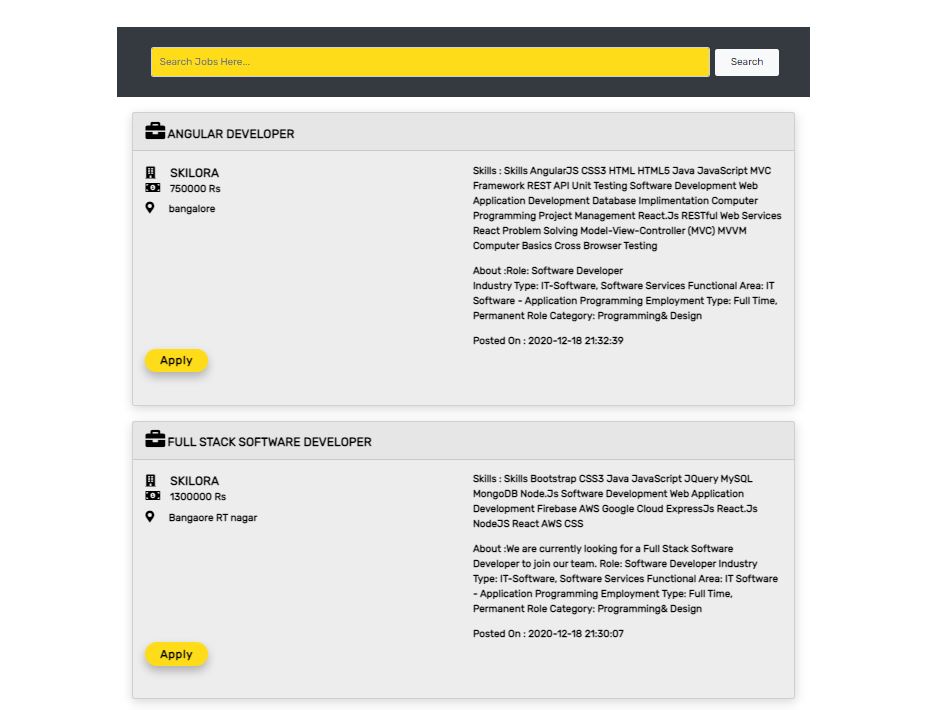 Search Jobs Here...
Search
ANGULAR DEVELOPER
SKILORA
750000 Rs
bangalore
Skills : Skills AngularJS CSS3 HTML HTML5 Java JavaScript MVC
Framework REST API Unit Testing Software Development Web
Application Development Database Implimentation Computer
Programming Project Management React.Js RESTful Web Services
React Problem Solving Model-View-Controller (MVC) MVVM
Computer Basics Cross Browser Testing
About :Role: Software Developer
Industry Type: IT-Software, Software Services Functional Area: IT
Software - Application Programming Employment Type: Full Time,
Permanent Role Category: Programming& Design
Posted On : 2020-12-18 21:32:39
Apply
FULL STACK SOFTWARE DEVELOPER
SKILORA
1300000 Rs
Bangaore RT nagar
Skills : Skills Bootstrap CSS3 Java JavaScript JQuery MySQL
MongoDB Node.Js Software Development Web Application
Development Firebase AWS Google Cloud ExpressJs React.Js
NodeJS React AWS CSS
About :We are currently looking for a Full Stack Software
Developer to join our team. Role: Software Developer Industry
Type: IT-Software, Software Services Functional Area: IT Software
- Application Programming Employment Type: Full Time,
Permanent Role Category: Programming& Design
Posted On : 2020-12-18 21:30:07
Apply